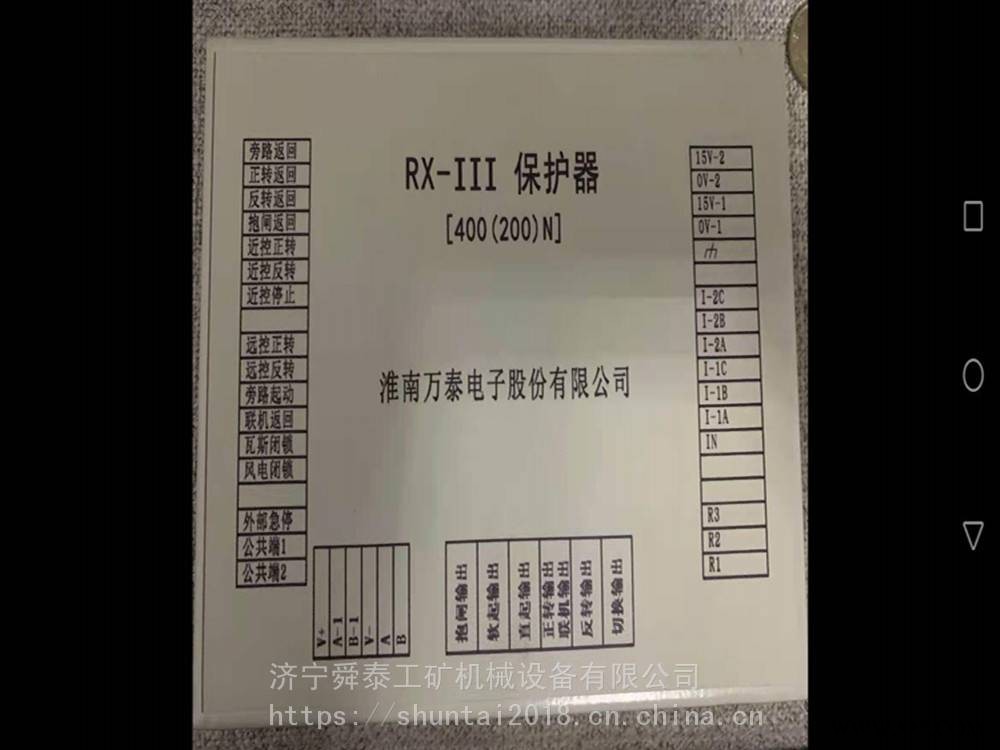 旁路返回
正转返回
反转返回
抱闸返回
近控正转
近控反转
近控停止
远控正转
远控反转
旁路起动
联机返回
瓦斯闭锁
风电闭锁
外部急停
公共端1
公共端2
RX-III 保护器
[400(200)N]
淮南万泰电子股份有限公司
15V-2
0V-2
15V-1
0V-1
I-2C
I-2B
I-2A
I-1C
I-1B
I-1A
IN
R3
R2
R1
V+
A-1
B-1
V-
A
B
抱闸输出
软起输出
直起输出
正转输出
联机输出
反转输出
切换输出
济宁舜泰工矿机械设备有限公司
https://shuntai2018.cn.china.cn